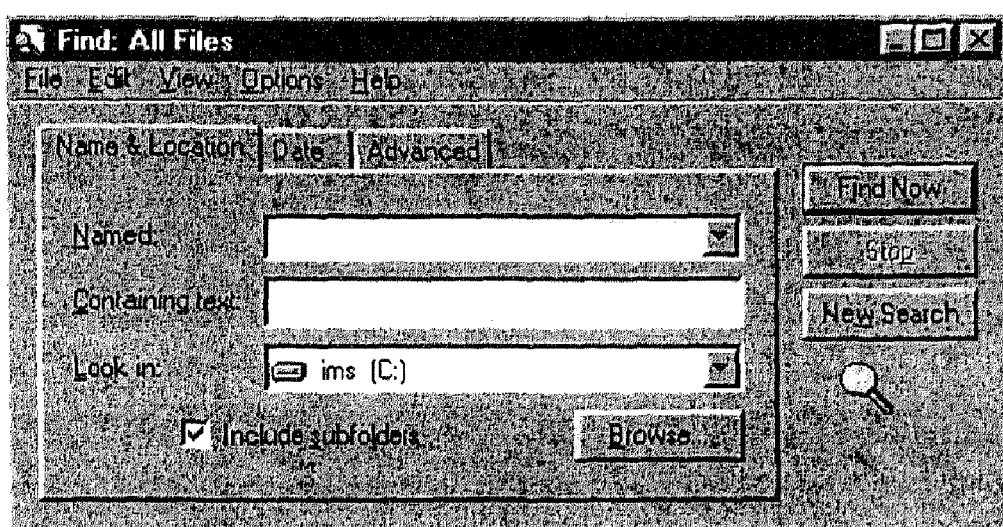 Find: All Files
File Edit View Options Help
Name & Location Date Advanced
Find Now
Named:
Stop
Containing text:
New Search
Look in: ims (C:)
Include subfolders Browse...